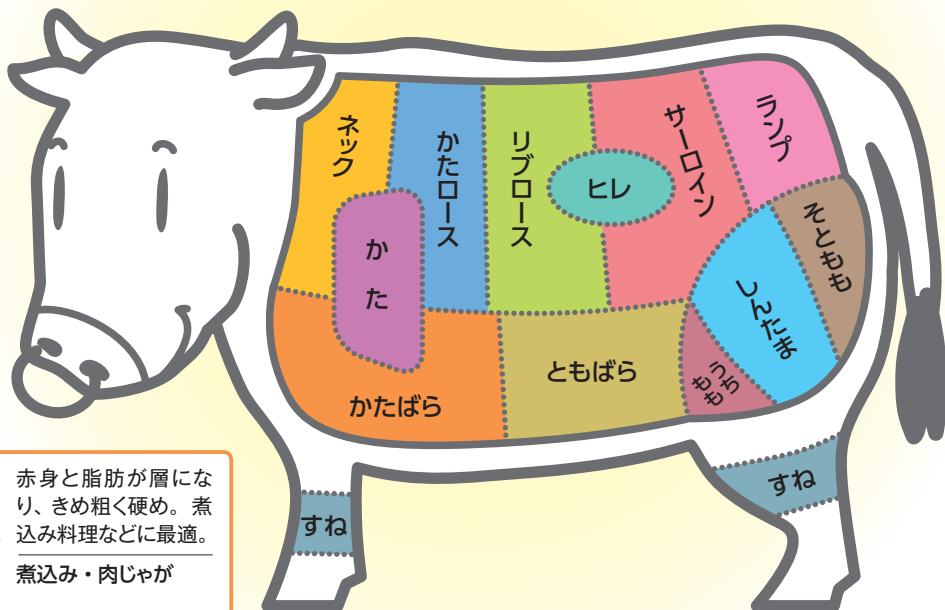 ネック
かたロース
リブロース
ヒレ
サーロイン
ランプ
かた
そともも
しんたま
うちもも
ともばら
かたばら
すね
すね
赤身と脂肪が層にな
り、きめ粗く硬め。煮
込み料理などに最適。
煮込み・肉じゃが